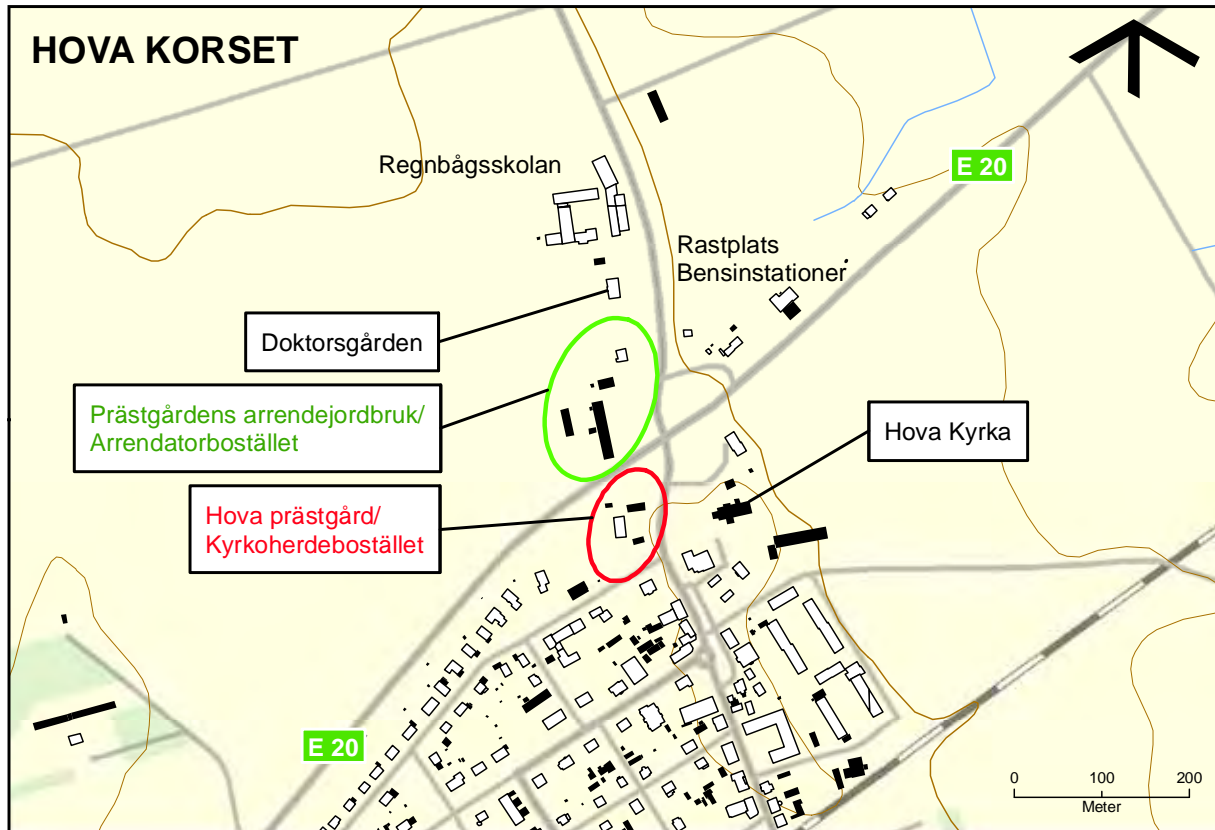 HOVA KORSET
E 20
Regnbågsskolan
Rastplats
Bensinstationer
Doktorsgården
Prästgårdens arrendejordbruk/
Arrendatorbostället
Hova Kyrka
Hova prästgård/
Kyrkoherdebostället
E 20
0 100 200
Meter